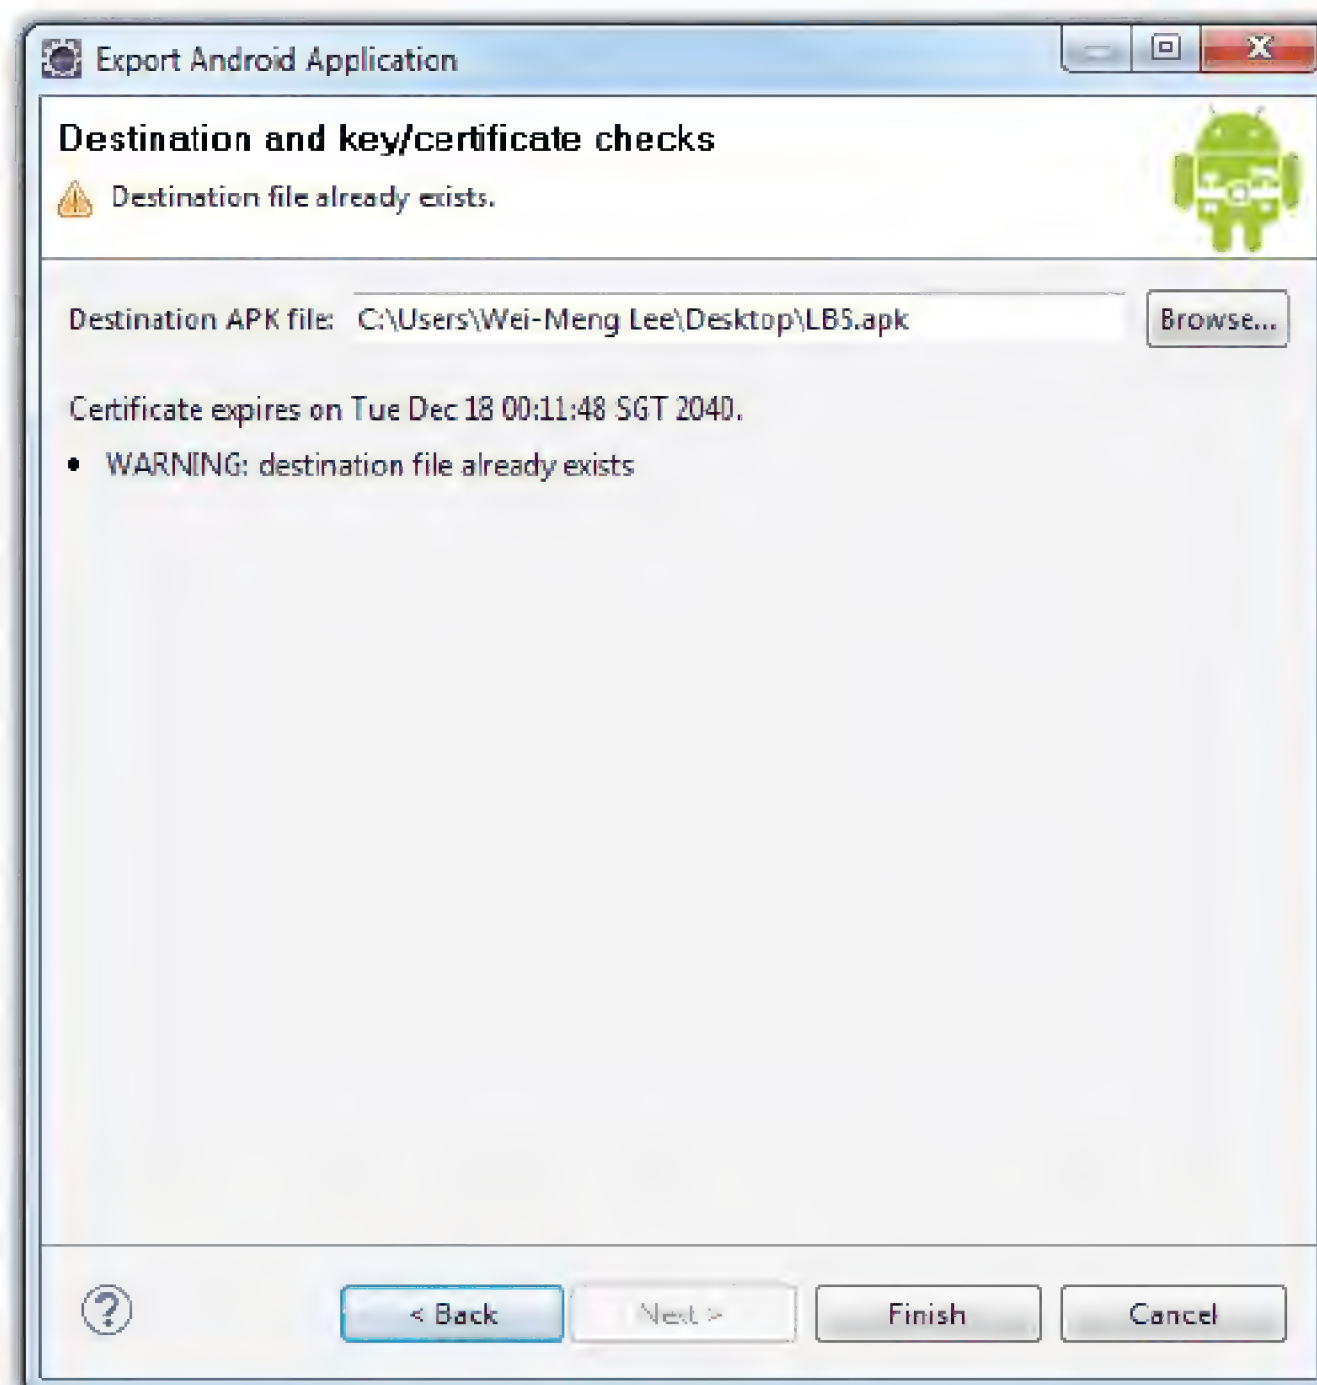 Export Android Application
Destination and key/certificate checks
Destination file already exists.
Destination APK file: C:\Users\Wei-Meng Lee\Desktop\LBS.apk Browse...
Certificate expires on Tue Dec 18 00:11:48 SGT 2040.
• WARNING: destination file already exists
? < Back Next > Finish Cancel